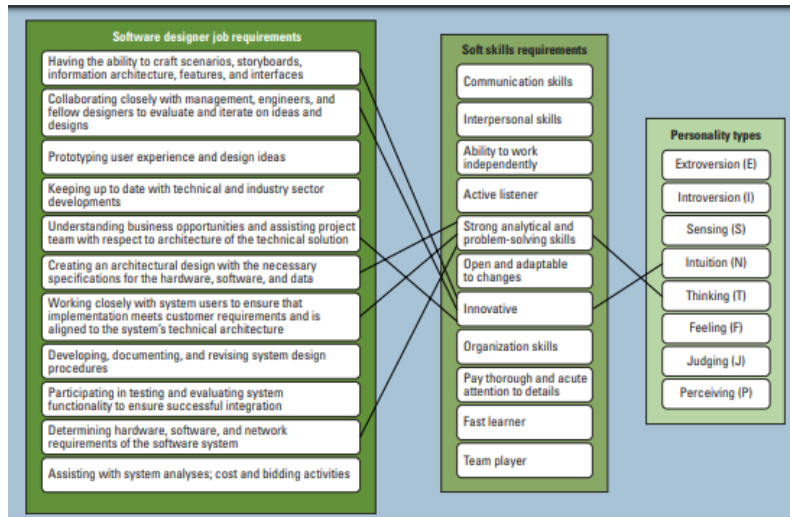 Software designer job requirements
Having the ability to craft scenarios, storyboards,
information architecture, features, and interfaces
Collaborating closely with management, engineers, and
fellow designers to evaluate and iterate on ideas and
designs
Prototyping user experience and design ideas
Keeping up to date with technical and industry sector
developments
Understanding business opportunities and assisting project
team with respect to architecture of the technical solution
Creating an architectural design with the necessary
specifications for the hardware, software, and data
Working closely with system users to ensure that
implementation meets customer requirements and is
aligned to the system's technical architecture
Developing, documenting, and revising system design
procedures
Participating in testing and evaluating system
functionality to ensure successful integration
Determining hardware, software, and network
requirements of the software system
Assisting with system analyses; cost and bidding activities
Soft skills requirements
Communication skills
Interpersonal skills
Ability to work
independently
Active listener
Strong analytical and
problem-solving skills
Open and adaptable
to changes
Innovative
Organization skills
Pay thorough and acute
attention to details
Fast learner
Team player
Personality types
Extroversion (E)
Introversion (I)
Sensing (S)
Intuition (N)
Thinking (T)
Feeling (F)
Judging (J)
Perceiving (P)